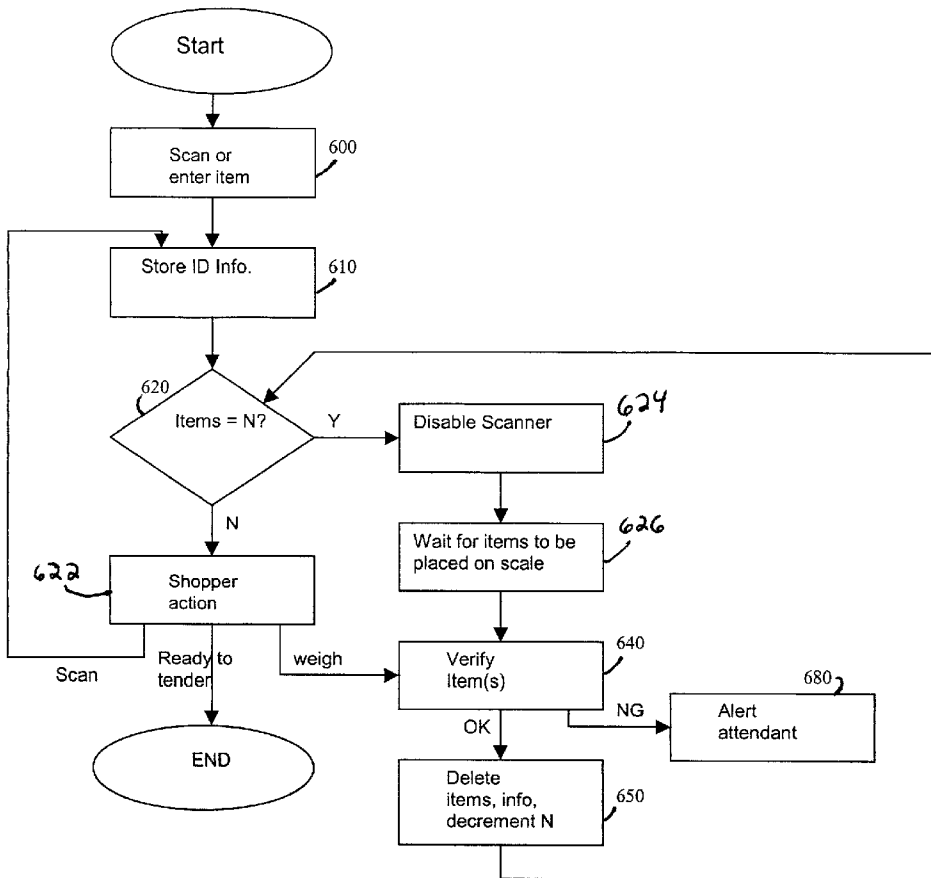 Start
Scan or
enter item
600
Store ID Info.
610
620
Items = N?
Y
Disable Scanner
624
N
Wait for items to be
placed on scale
626
622
Shopper
action
Scan
Ready to
tender
weigh
Verify
Item(s)
640
OK
NG
Alert
attendant
680
END
Delete
items, info,
decrement N
650